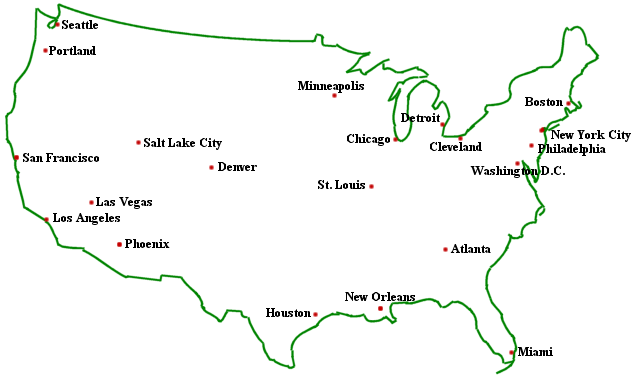 Seattle
Portland
Minneapolis
Boston
Detroit
New York City
Chicago
Cleveland
Philadelphia
Salt Lake City
San Francisco
Denver
Washington D.C.
St. Louis
Las Vegas
Los Angeles
Phoenix
Atlanta
New Orleans
Houston
Miami